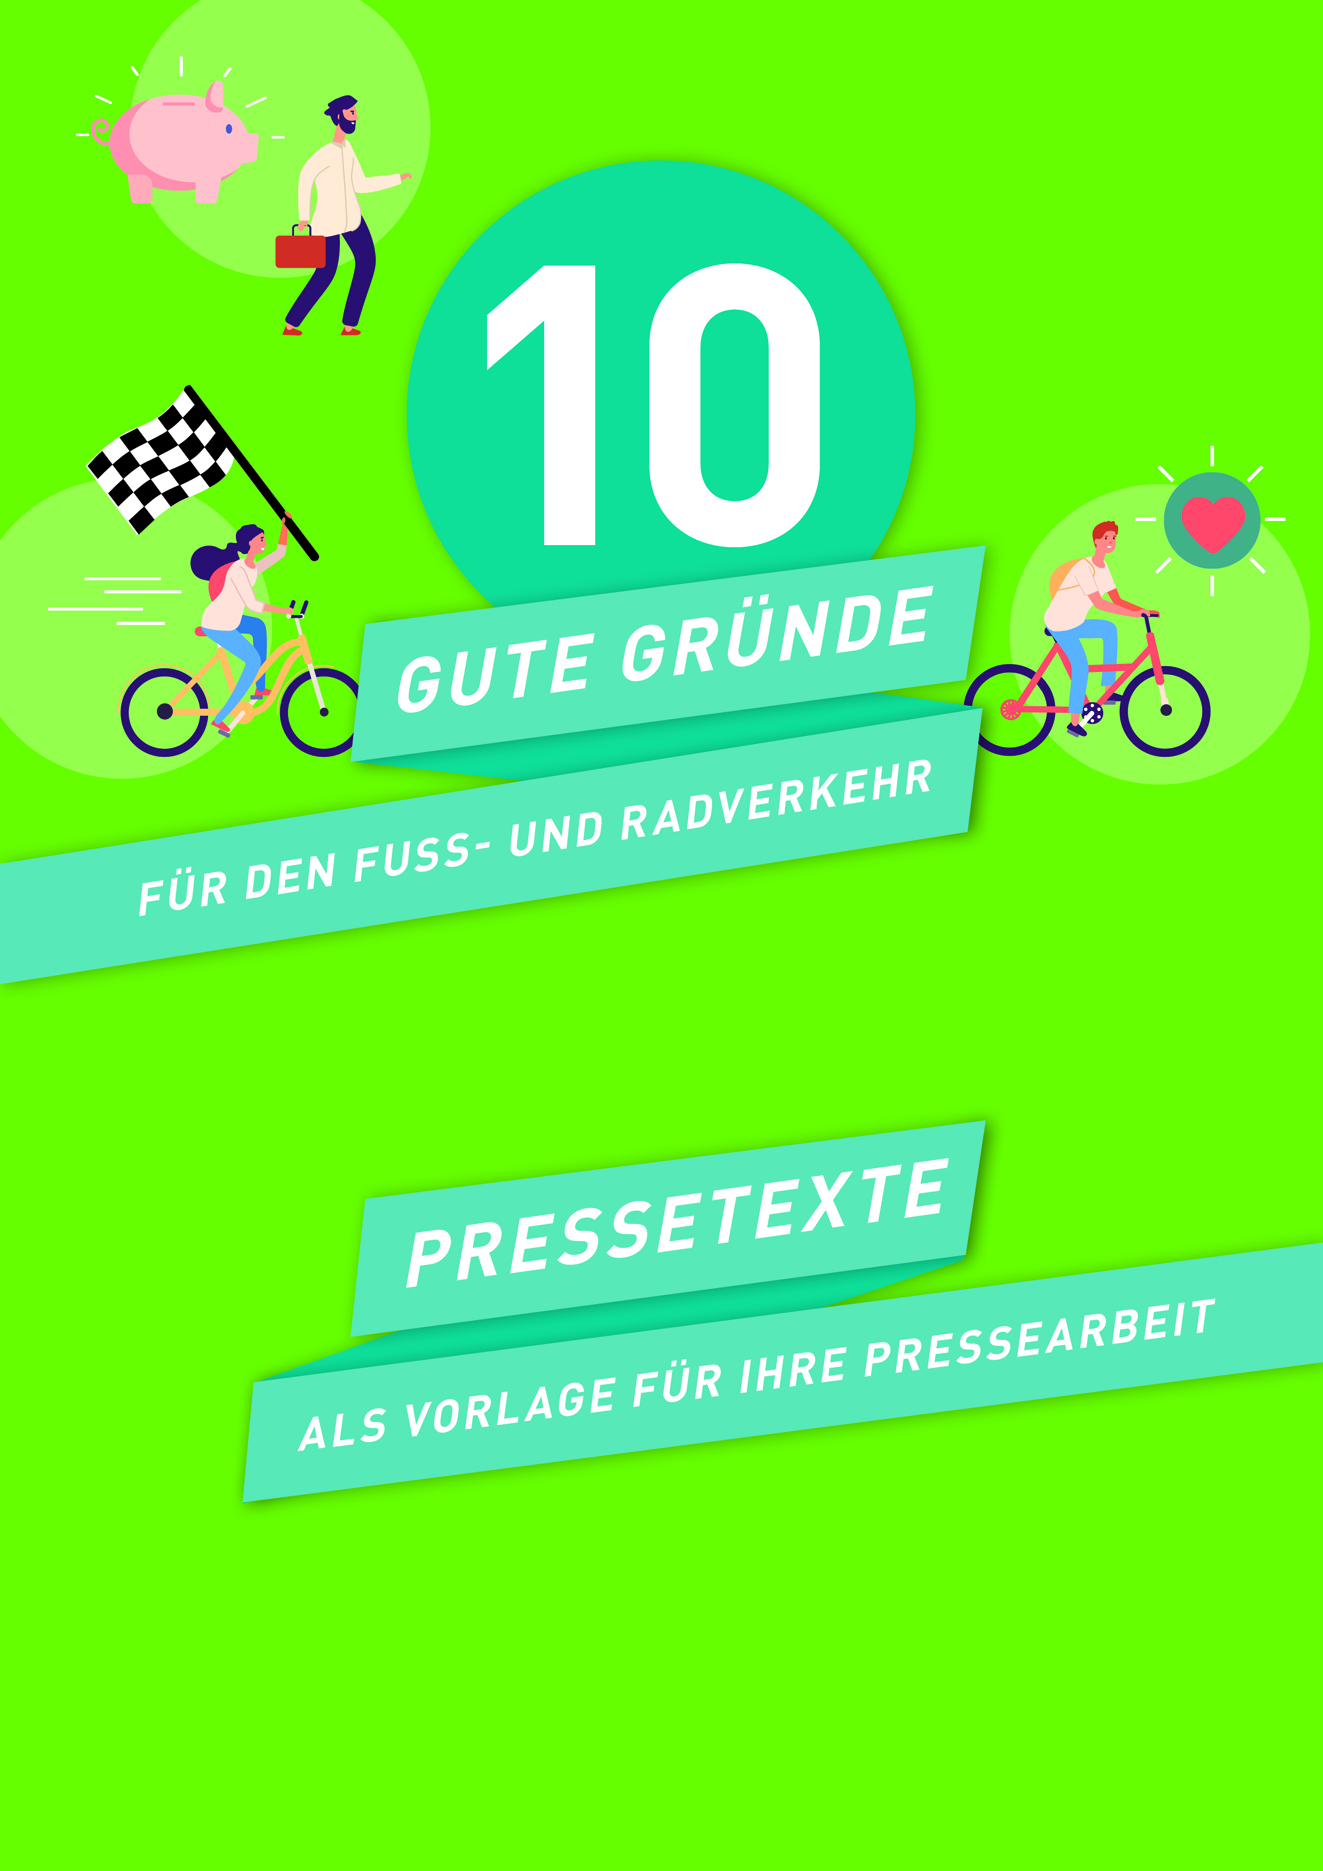 10
GUTE GRÜNDE
FÜR DEN FUSS- UND RADVERKEHR
PRESSETEXTE
ALS VORLAGE FÜR IHRE PRESSEARBEIT